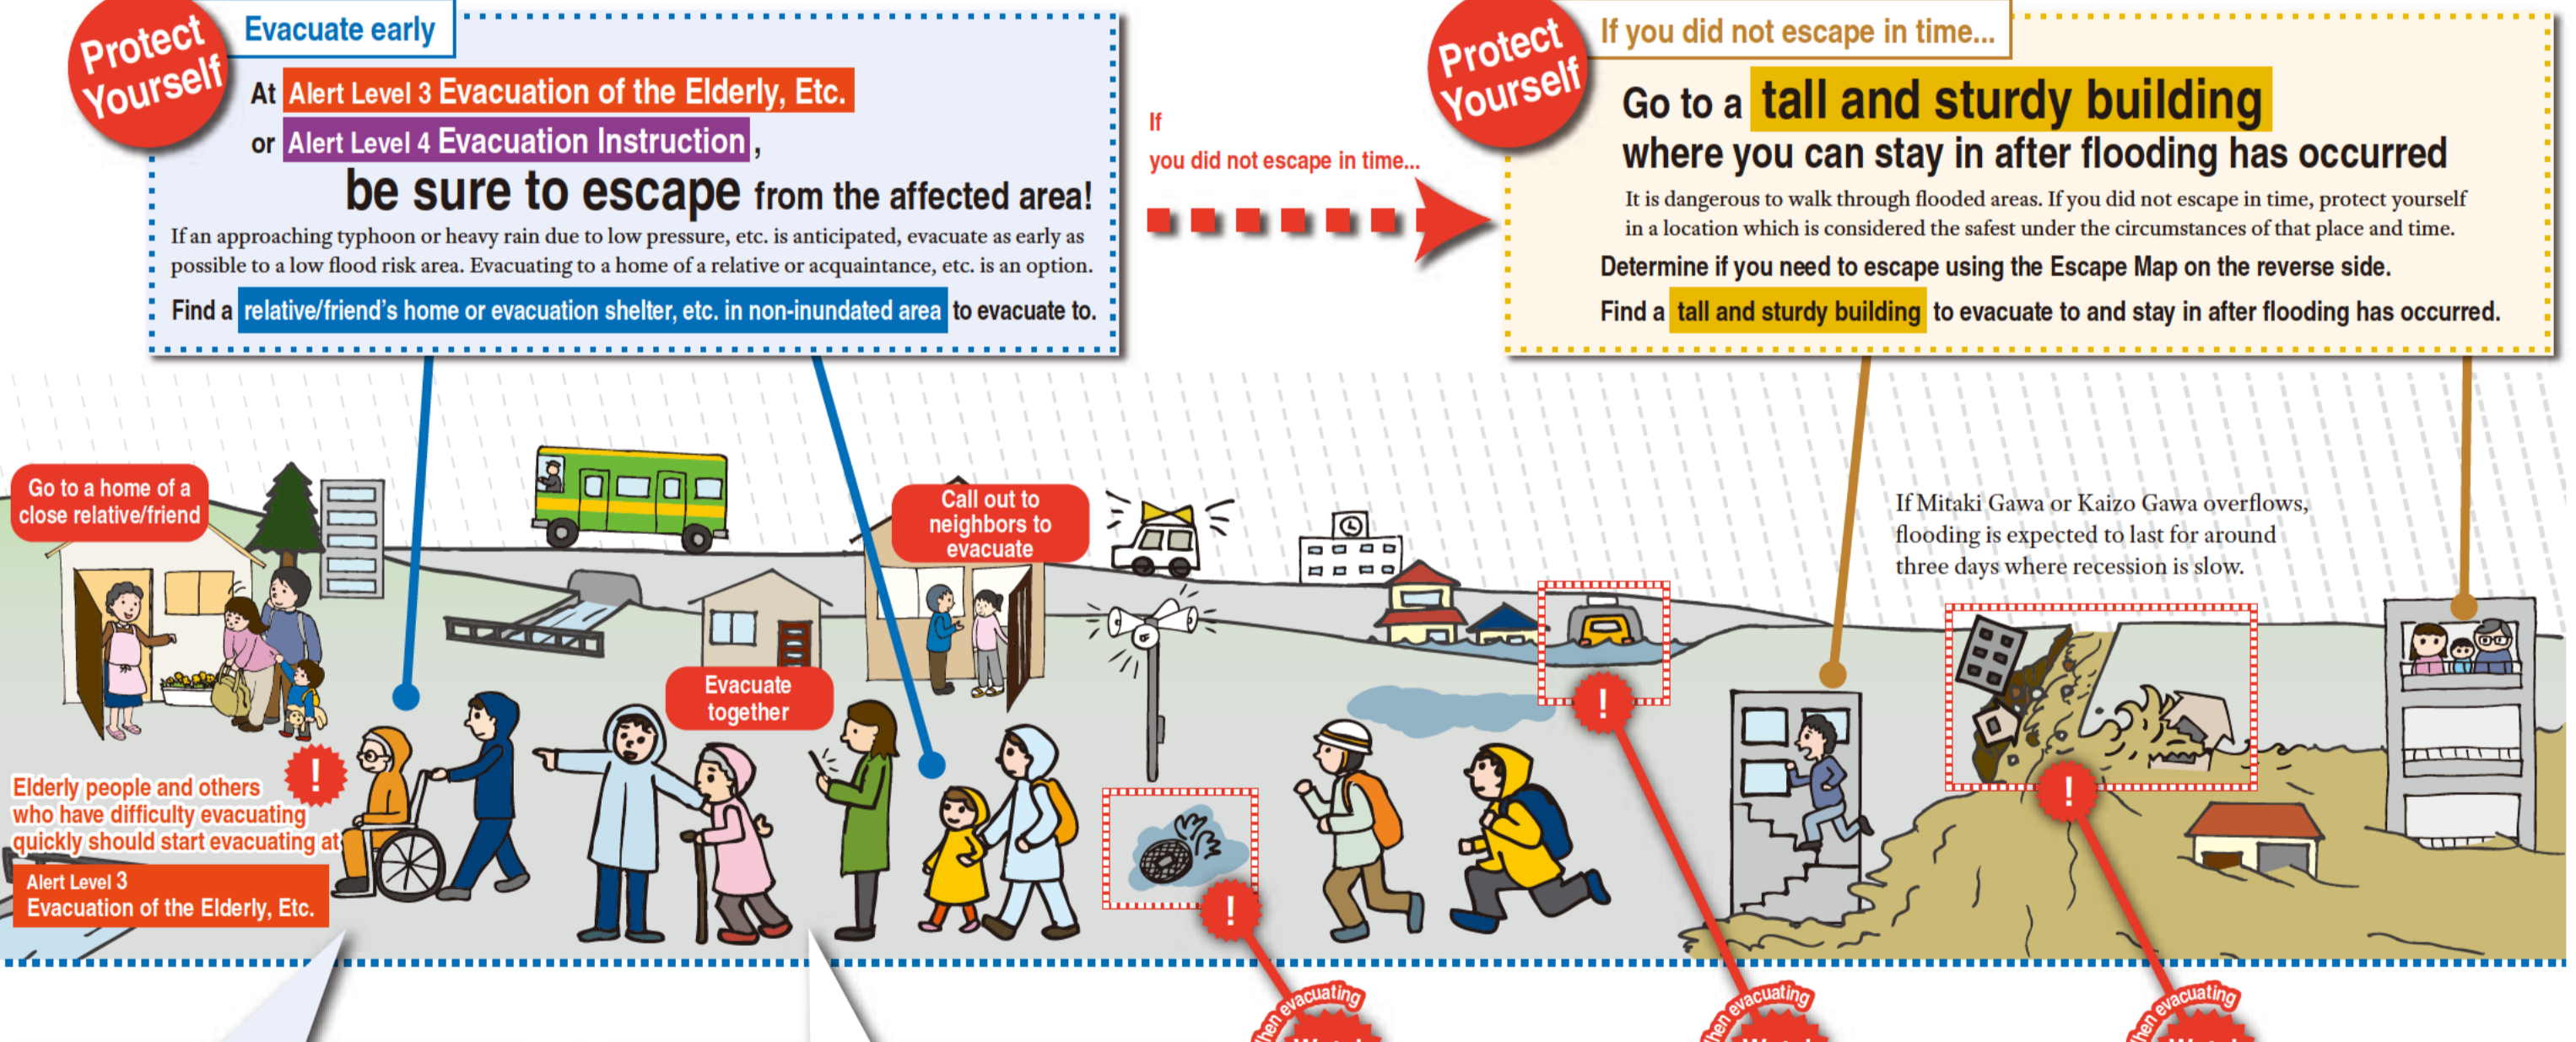 Protect
Yourself
Evacuate early
At Alert Level 3 Evacuation of the Elderly, Etc.
or Alert Level 4 Evacuation Instruction,
be sure to escape from the affected area!
If an approaching typhoon or heavy rain due to low pressure, etc. is anticipated, evacuate as early as
possible to a low flood risk area. Evacuating to a home of a relative or acquaintance, etc. is an option.
Find a relative/friend's home or evacuation shelter, etc. in non-inundated area to evacuate to.
If
you did not escape in time...
Protect
Yourself
If you did not escape in time...
Go to a tall and sturdy building
where you can stay in after flooding has occurred
It is dangerous to walk through flooded areas. If you did not escape in time, protect yourself
in a location which is considered the safest under the circumstances of that place and time.
Determine if you need to escape using the Escape Map on the reverse side.
Find a tall and sturdy building to evacuate to and stay in after flooding has occurred.
Go to a home of a
close relative/friend
Call out to
neighbors to
evacuate
If Mitaki Gawa or Kaizo Gawa overflows,
flooding is expected to last for around
three days where recession is slow.
Evacuate
together
Elderly people and others
who have difficulty evacuating
quickly should start evacuating at
Alert Level 3
Evacuation of the Elderly, Etc.
!
!
!
!
evacuating
evacuating
evacuating